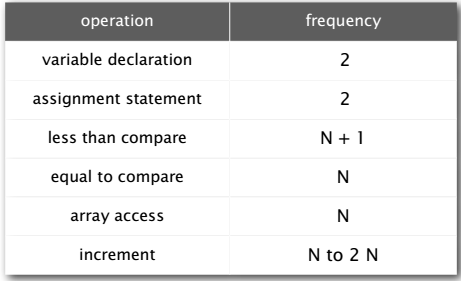 operation frequency
variable declaration 2
assignment statement 2
less than compare N + 1
equal to compare N
array access N
increment N to 2 N